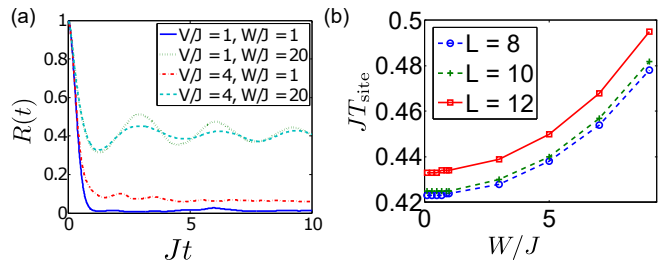 (a)
R(t)
1
0.8
0.6
0.4
0.2
0
0
5
10
Jt
V/J = 1, W/J = 1
V/J = 1, W/J = 20
V/J = 4, W/J = 1
V/J = 4, W/J = 20
(b)
JT_site
0.5
0.48
0.46
0.44
0.42
0
5
W/J
L = 8
L = 10
L = 12